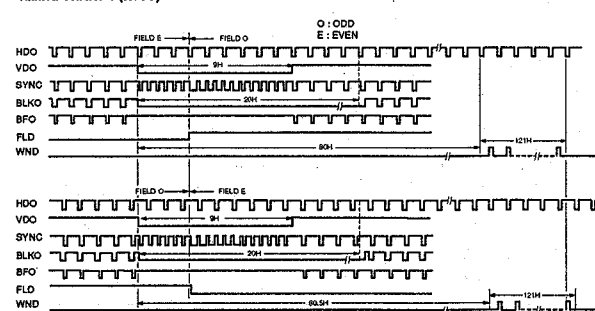 O : ODD
E : EVEN
FIELD E FIELD O
HDO
VDO 9H
SYNC
BLKO 20H
BFO
FLD
80H 121H
WND
FIELD O FIELD E
HDO
VDO 9H
SYNC
BLKO 20H
BFO
FLD
80.5H 121H
WND